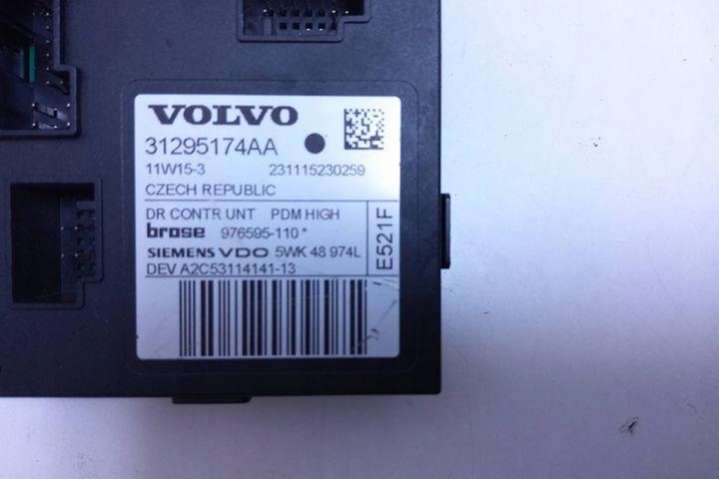 VOLVO
31295174AA
11W15-3 231115230259
CZECH REPUBLIC
DR CONTR UNT PDM HIGH
brose 976595-110*
SIEMENS VDO 5WK 48 974L
DEV A2C53114141-13
E521F